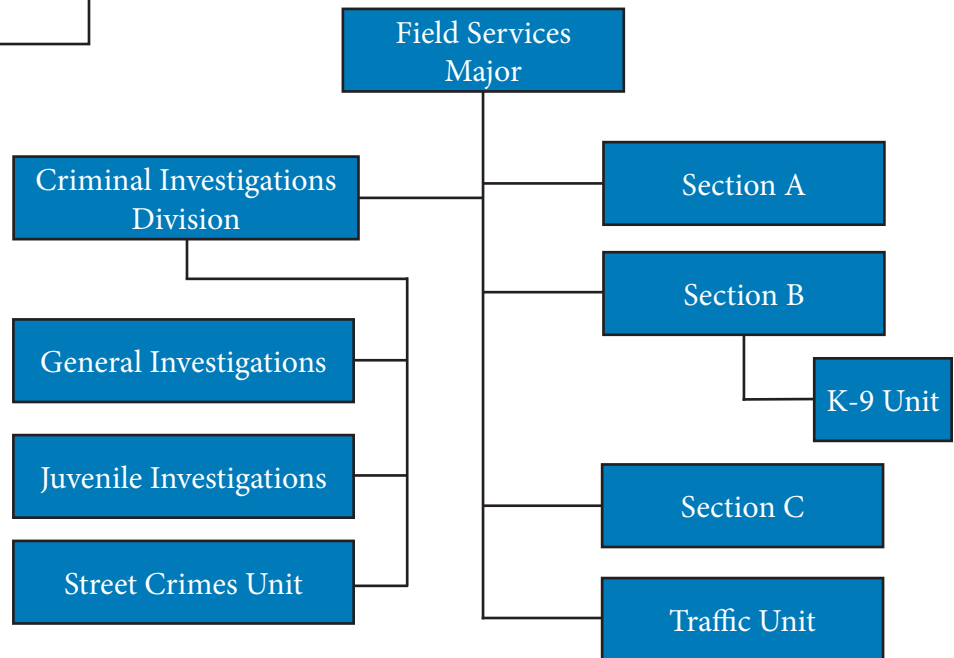 Field Services
Major
Criminal Investigations
Division
Section A
Section B
General Investigations
K-9 Unit
Juvenile Investigations
Section C
Street Crimes Unit
Traffic Unit